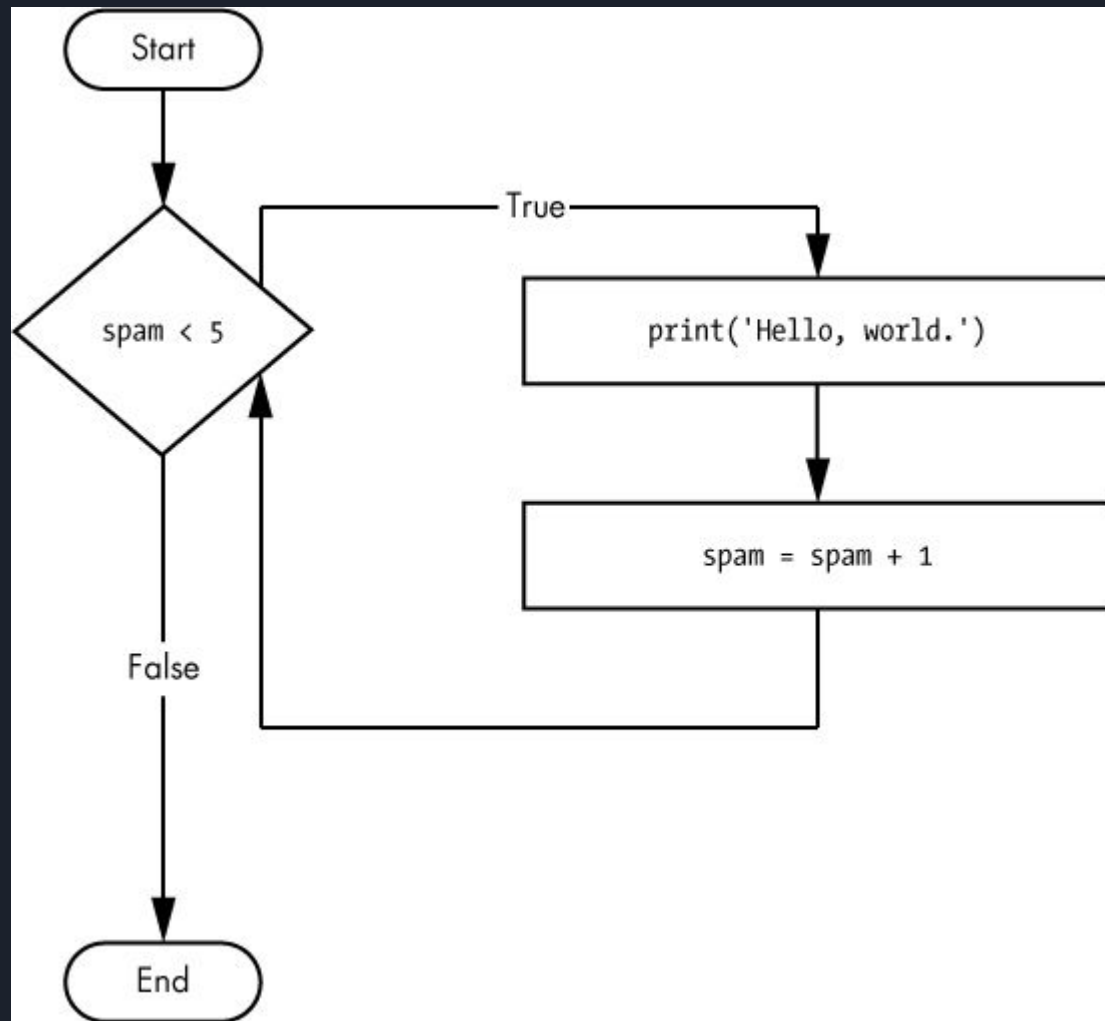 Start
True
spam < 5
print('Hello, world.')
spam = spam + 1
False
End